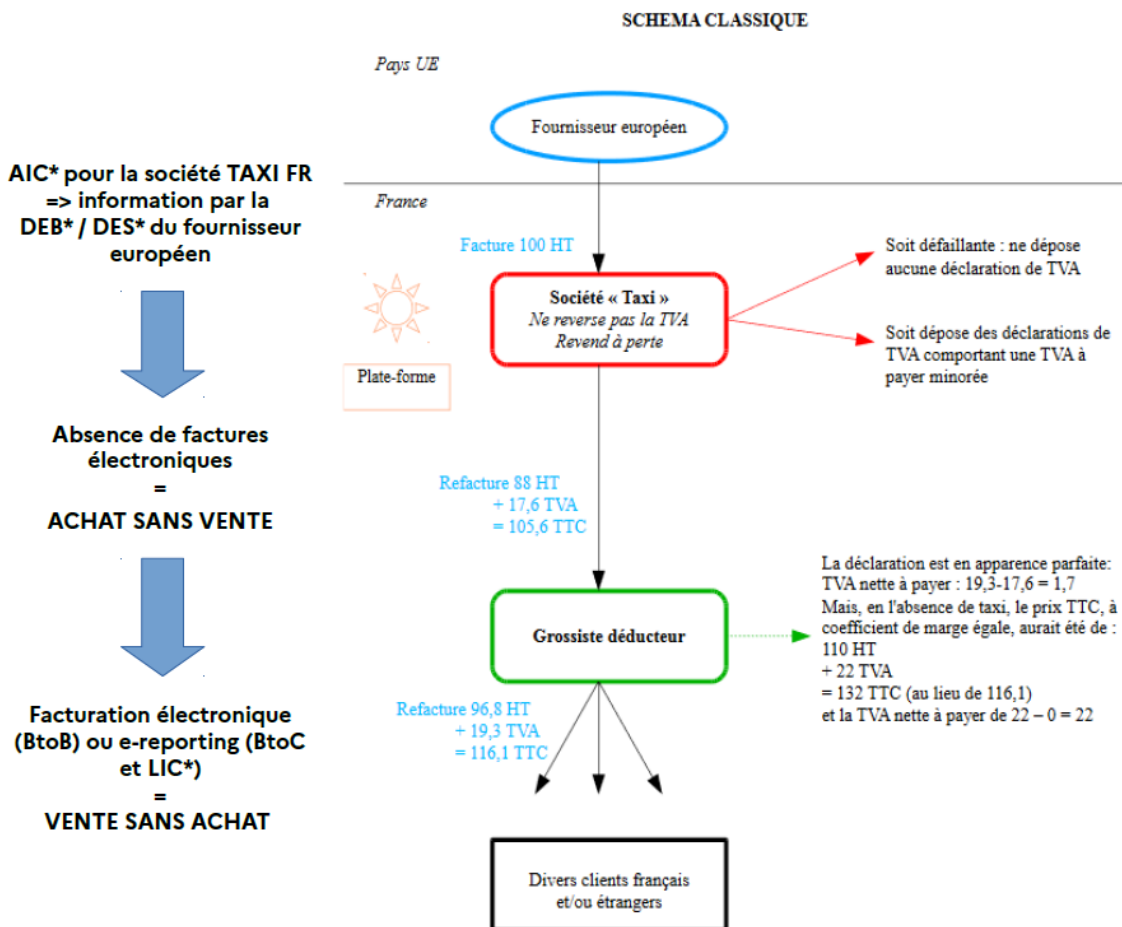 SCHEMA CLASSIQUE
Pays UE
Fournisseur européen
AIC* pour la société TAXI FR
=> information par la
DEB* / DES* du fournisseur
européen
France
Facture 100 HT
Société « Taxi »
Ne reverse pas la TVA
Revend à perte
Soit défaillante : ne dépose
aucune déclaration de TVA
Soit dépose des déclarations de
TVA comportant une TVA à
payer minorée
Plate-forme
Absence de factures
électroniques
=
ACHAT SANS VENTE
Refacture 88 HT
+ 17,6 TVA
= 105,6 TTC
Grossiste déducteur
La déclaration est en apparence parfaite:
TVA nette à payer : 19,3-17,6 = 1,7
Mais, en l'absence de taxi, le prix TTC, à
coefficient de marge égale, aurait été de :
110 HT
+ 22 TVA
= 132 TTC (au lieu de 116,1)
et la TVA nette à payer de 22 – 0 = 22
Refacture 96,8 HT
+ 19,3 TVA
= 116,1 TTC
Facturation électronique
(BtoB) ou e-reporting (BtoC
et LIC*)
=
VENTE SANS ACHAT
Divers clients français
et/ou étrangers